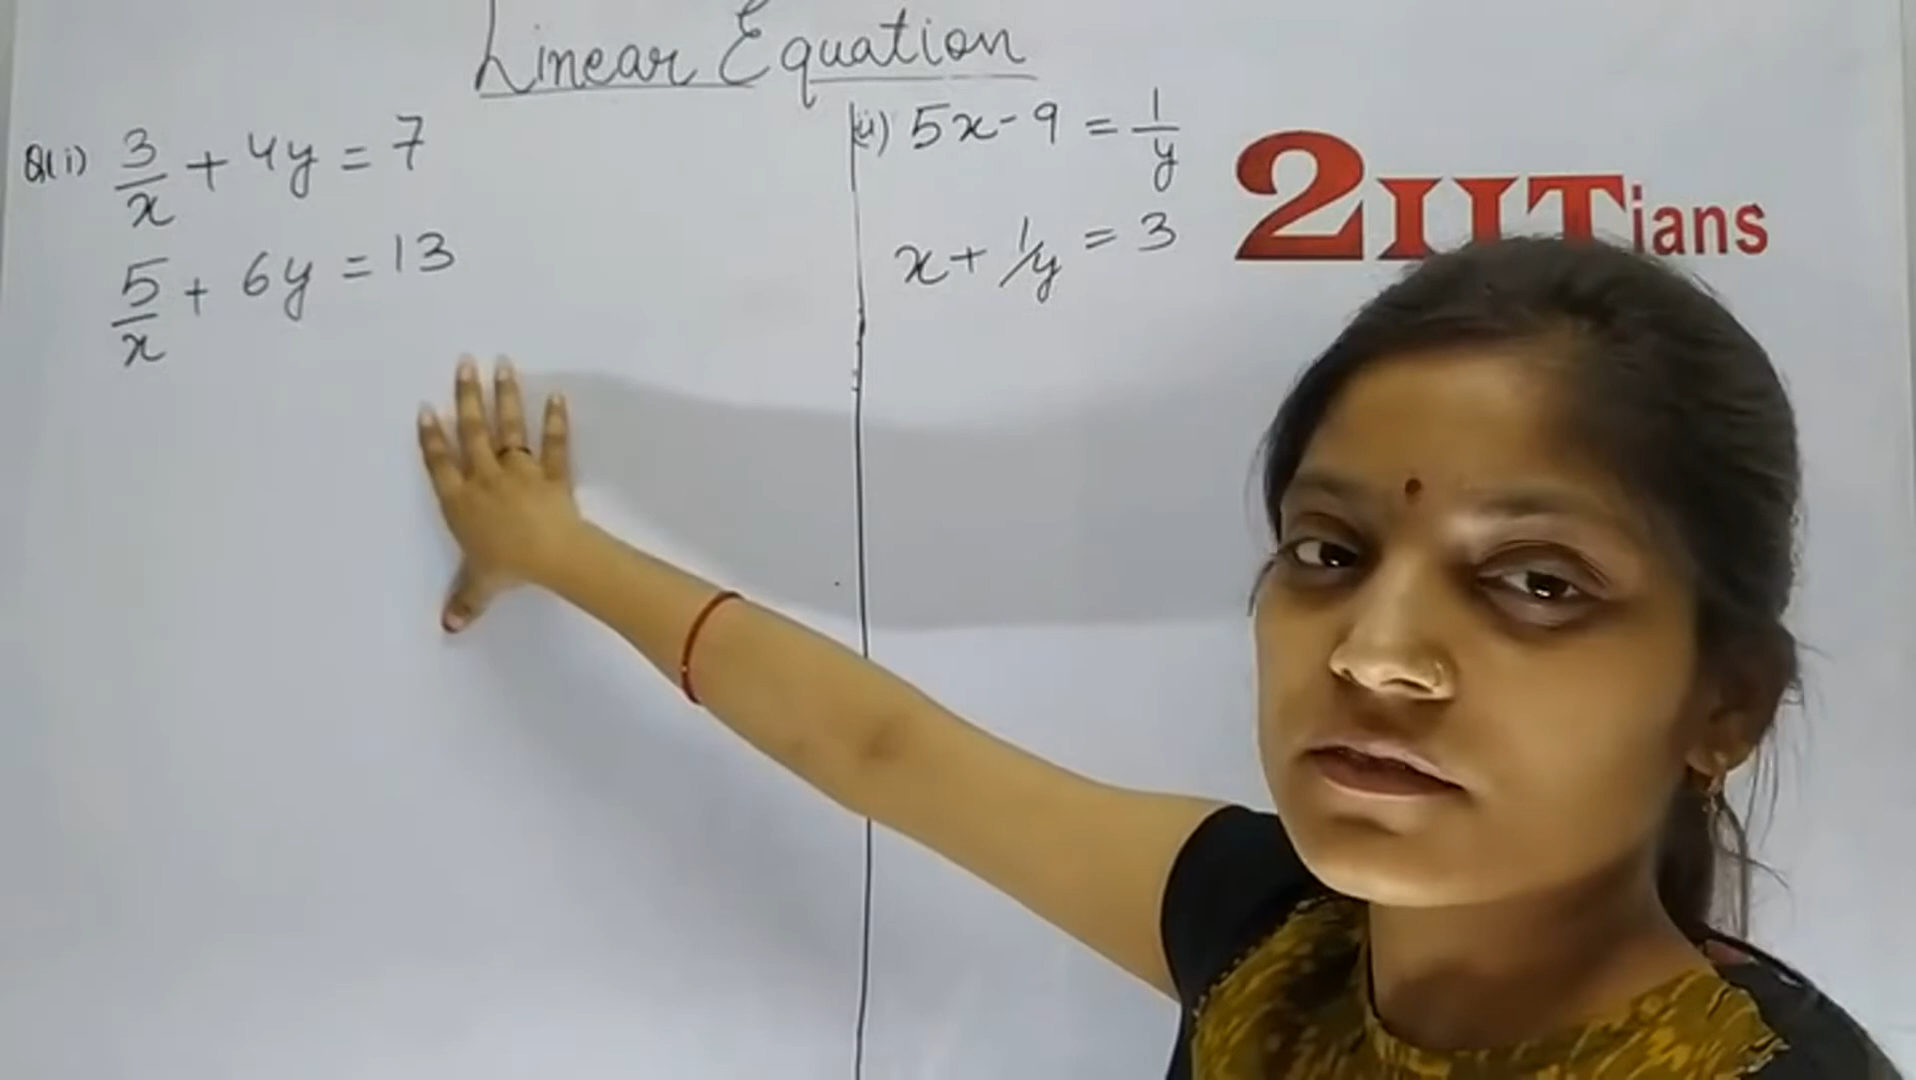 Linear Equation
Q(i) 3/x + 4y = 7
5/x + 6y = 13
(ii) 5x - 9 = 1/y
x + 1/y = 3
2IITians